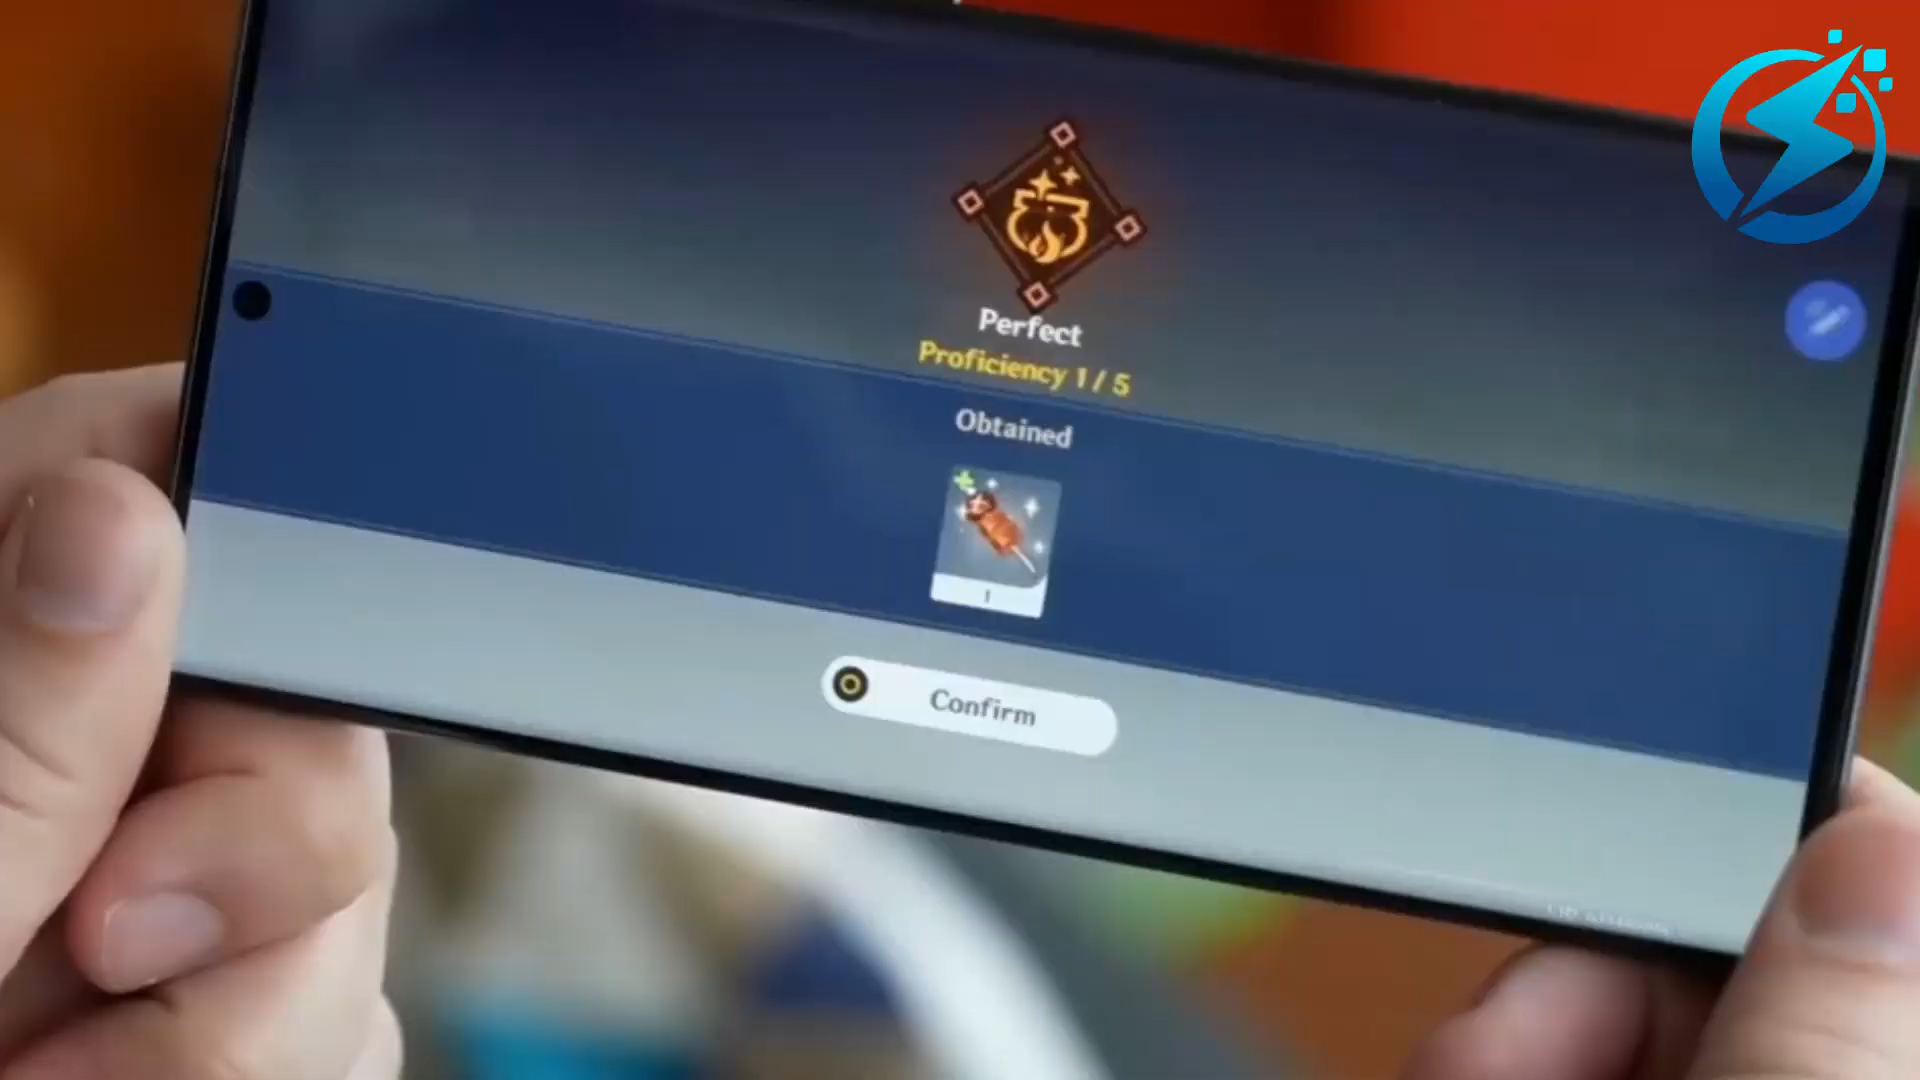 Perfect
Proficiency 1 / 5
Obtained
1
Confirm